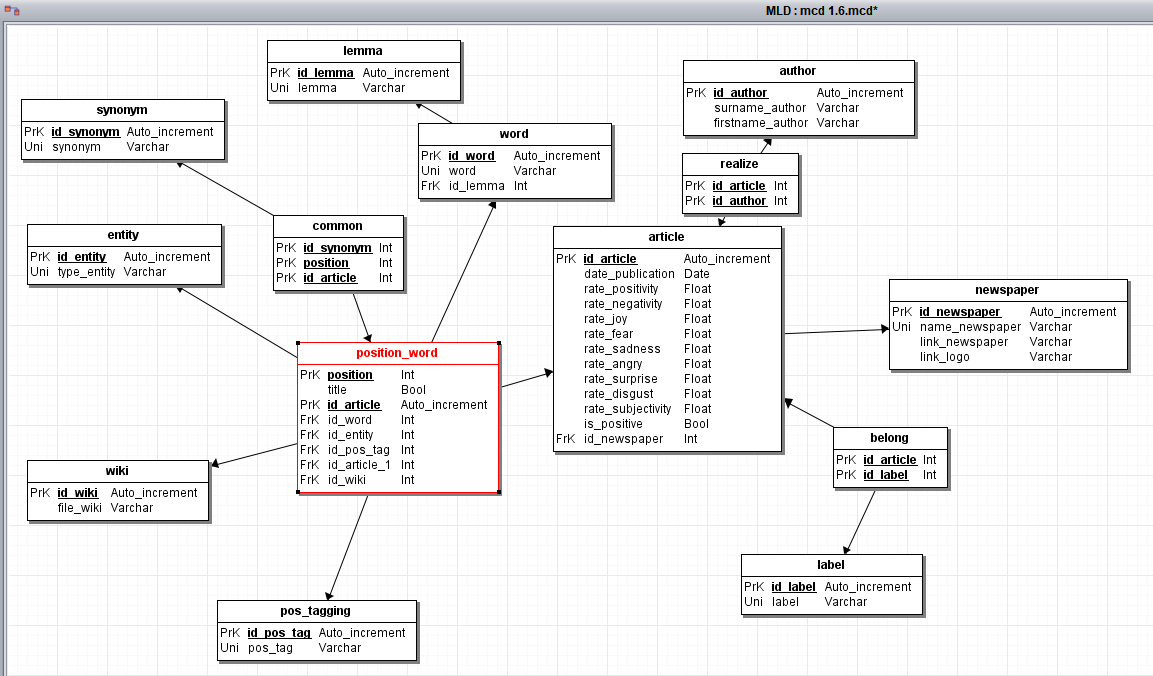 MLD : mcd 1.6.mcd*
lemma
PrK id_lemma Auto_increment
Uni lemma Varchar
author
PrK id_author Auto_increment
surname_author Varchar
firstname_author Varchar
synonym
PrK id_synonym Auto_increment
Uni synonym Varchar
word
PrK id_word Auto_increment
Uni word Varchar
FrK id_lemma Int
realize
PrK id_article Int
PrK id_author Int
common
PrK id_synonym Int
PrK position Int
PrK id_article Int
entity
PrK id_entity Auto_increment
Uni type_entity Varchar
article
PrK id_article Auto_increment
date_publication Date
rate_positivity Float
rate_negativity Float
rate_joy Float
rate_fear Float
rate_sadness Float
rate_angry Float
rate_surprise Float
rate_disgust Float
rate_subjectivity Float
is_positive Bool
FrK id_newspaper Int
newspaper
PrK id_newspaper Auto_increment
Uni name_newspaper Varchar
link_newspaper Varchar
link_logo Varchar
position_word
PrK position Int
title Bool
PrK id_article Auto_increment
FrK id_word Int
FrK id_entity Int
FrK id_pos_tag Int
FrK id_article_1 Int
FrK id_wiki Int
belong
PrK id_article Int
PrK id_label Int
wiki
PrK id_wiki Auto_increment
file_wiki Varchar
label
PrK id_label Auto_increment
Uni label Varchar
pos_tagging
PrK id_pos_tag Auto_increment
Uni pos_tag Varchar